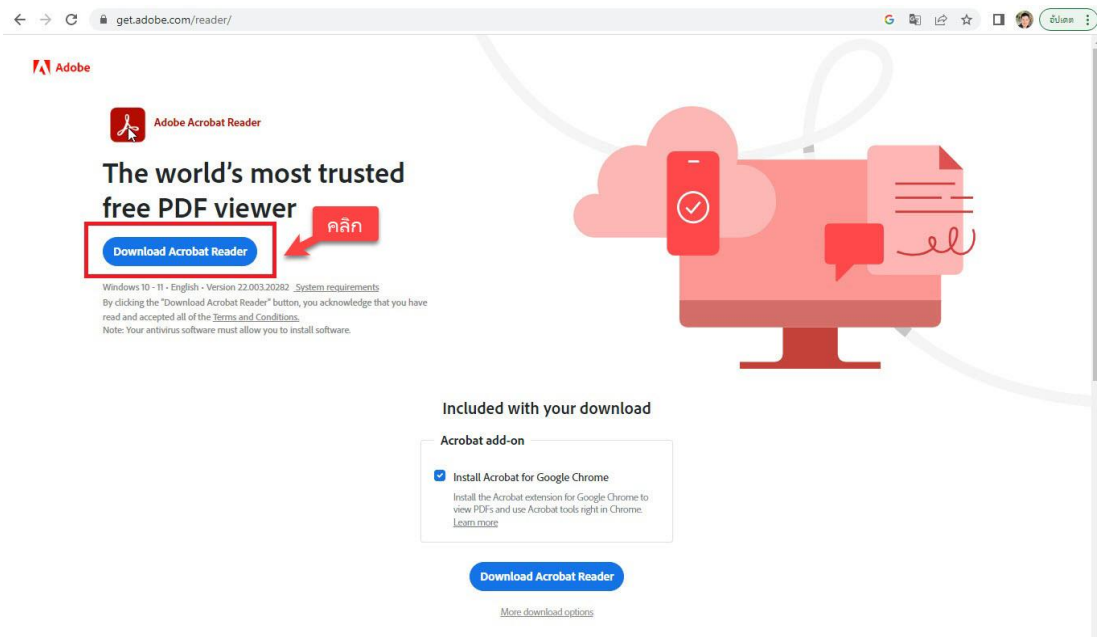 get.adobe.com/reader/
อัปเดต
Adobe
Adobe Acrobat Reader
The world's most trusted
free PDF viewer
คลิก
Download Acrobat Reader
Windows 10 - 11 • English • Version 22.003.20282 System requirements
By clicking the "Download Acrobat Reader" button, you acknowledge that you have
read and accepted all of the Terms and Conditions.
Note: Your antivirus software must allow you to install software.
Included with your download
Acrobat add-on
Install Acrobat for Google Chrome
Install the Acrobat extension for Google Chrome to
view PDFs and use Acrobat tools right in Chrome.
Learn more
Download Acrobat Reader
More download options